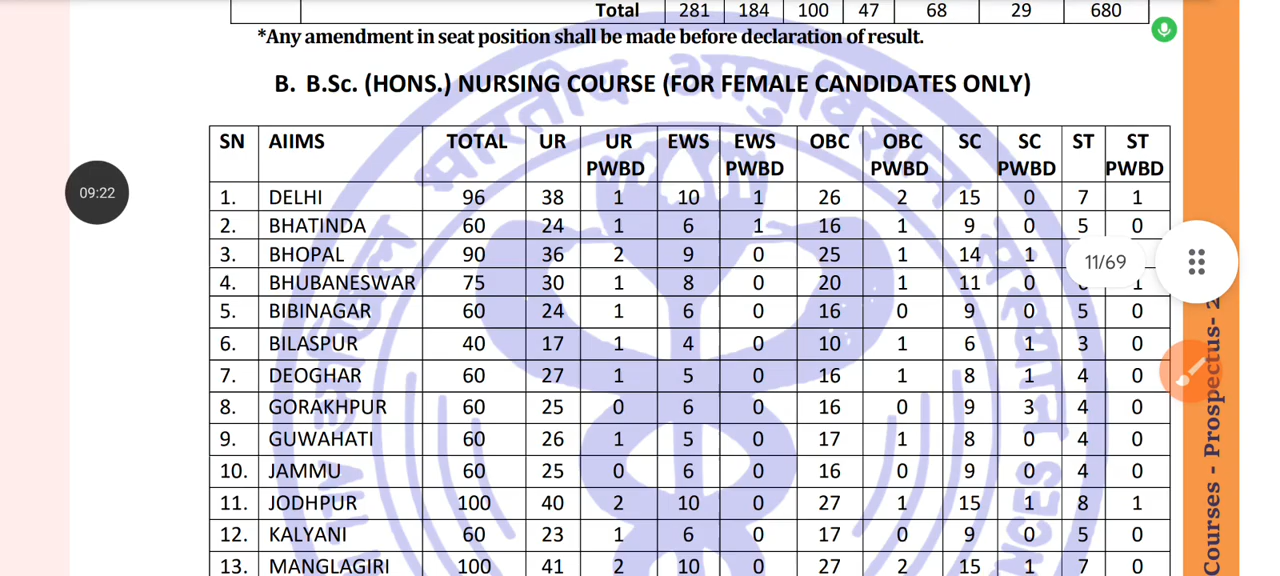 Total 281 184 100 47 68 29 680
*Any amendment in seat position shall be made before declaration of result.
B. B.Sc. (HONS.) NURSING COURSE (FOR FEMALE CANDIDATES ONLY)
SN AIIMS TOTAL UR UR PWBD EWS EWS PWBD OBC OBC PWBD SC SC PWBD ST ST PWBD
1. DELHI 96 38 1 10 1 26 2 15 0 7 1
09:22
2. BHATINDA 60 24 1 6 1 16 1 9 0 5 0
3. BHOPAL 90 36 2 9 0 25 1 14 1
11/69
4. BHUBANESWAR 75 30 1 8 0 20 1 11 0 1
5. BIBINAGAR 60 24 1 6 0 16 0 9 0 5 0
6. BILASPUR 40 17 1 4 0 10 1 6 1 3 0
7. DEOGHAR 60 27 1 5 0 16 1 8 1 4 0
8. GORAKHPUR 60 25 0 6 0 16 0 9 3 4 0
9. GUWAHATI 60 26 1 5 0 17 1 8 0 4 0
10. JAMMU 60 25 0 6 0 16 0 9 0 4 0
11. JODHPUR 100 40 2 10 0 27 1 15 1 8 1
12. KALYANI 60 23 1 6 0 17 0 9 0 5 0
13. MANGLAGIRI 100 41 2 10 0 27 2 15 1 7 0
Courses - Prospectus-